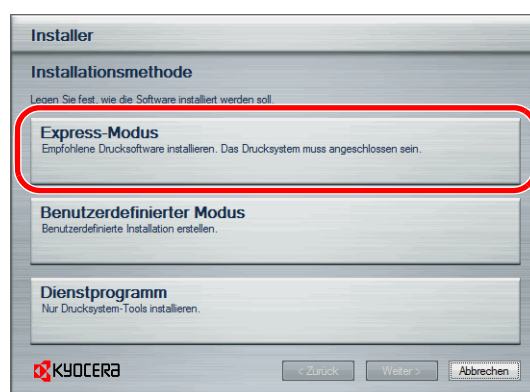 Installer
Installationsmethode
Legen Sie fest, wie die Software installiert werden soll.
Express-Modus
Empfohlene Drucksoftware installieren. Das Drucksystem muss angeschlossen sein.
Benutzerdefinierter Modus
Benutzerdefinierte Installation erstellen.
Dienstprogramm
Nur Drucksystem-Tools installieren.
KYOCERA
< Zurück Weiter > Abbrechen